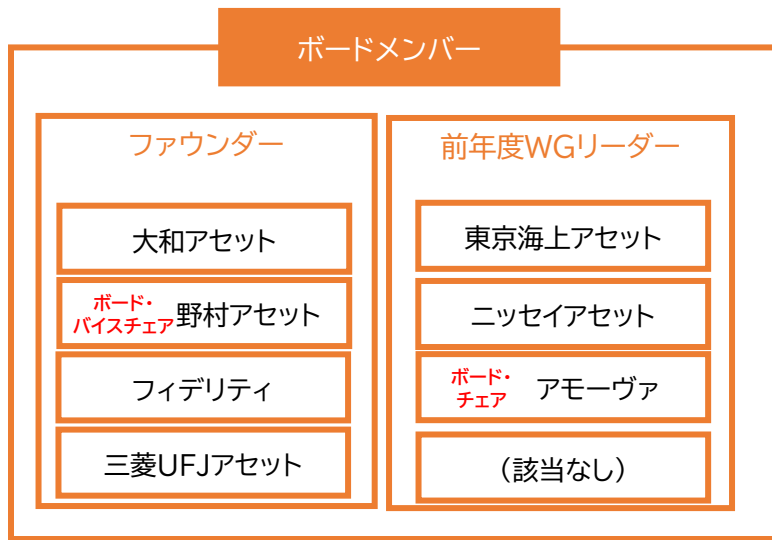 ボードメンバー
ファウンダー
大和アセット
ボード・
バイスチェア
野村アセット
フィデリティ
三菱UFJアセット
前年度WGリーダー
東京海上アセット
ニッセイアセット
ボード・
チェア
アモーヴァ
（該当なし）